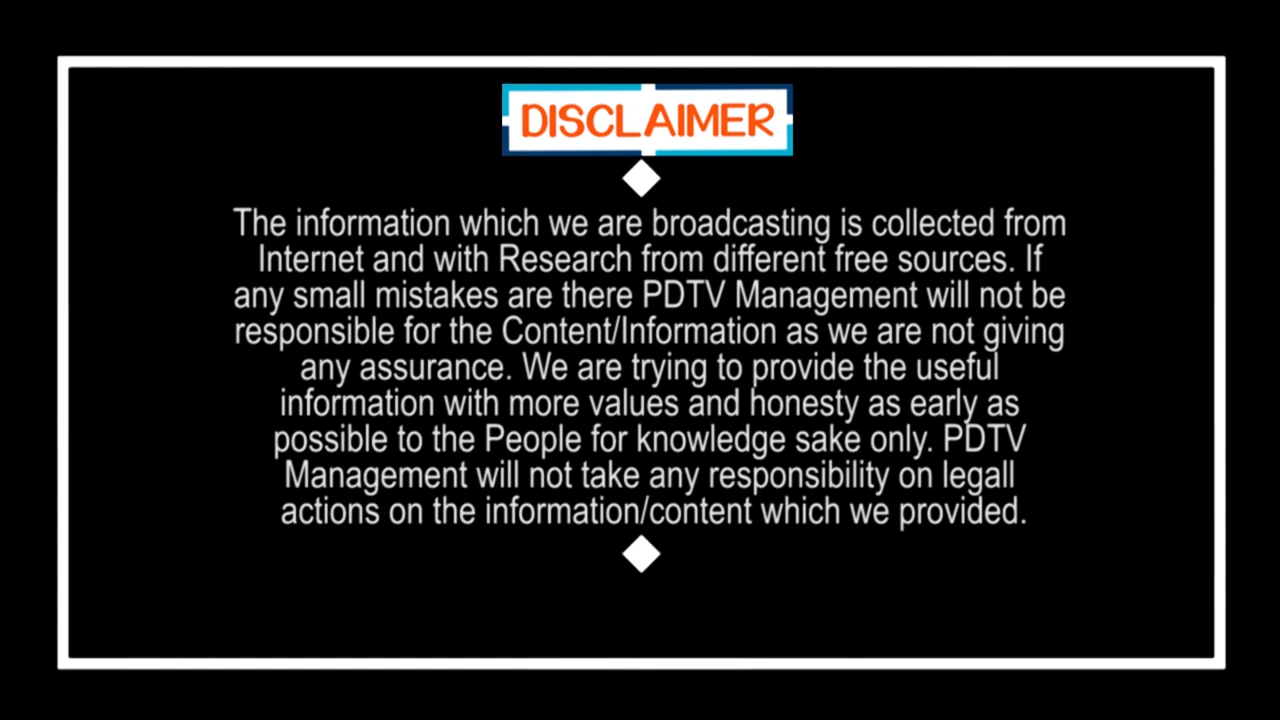 DISCLAIMER
The information which we are broadcasting is collected from
Internet and with Research from different free sources. If
any small mistakes are there PDTV Management will not be
responsible for the Content/Information as we are not giving
any assurance. We are trying to provide the useful
information with more values and honesty as early as
possible to the People for knowledge sake only. PDTV
Management will not take any responsibility on legall
actions on the information/content which we provided.